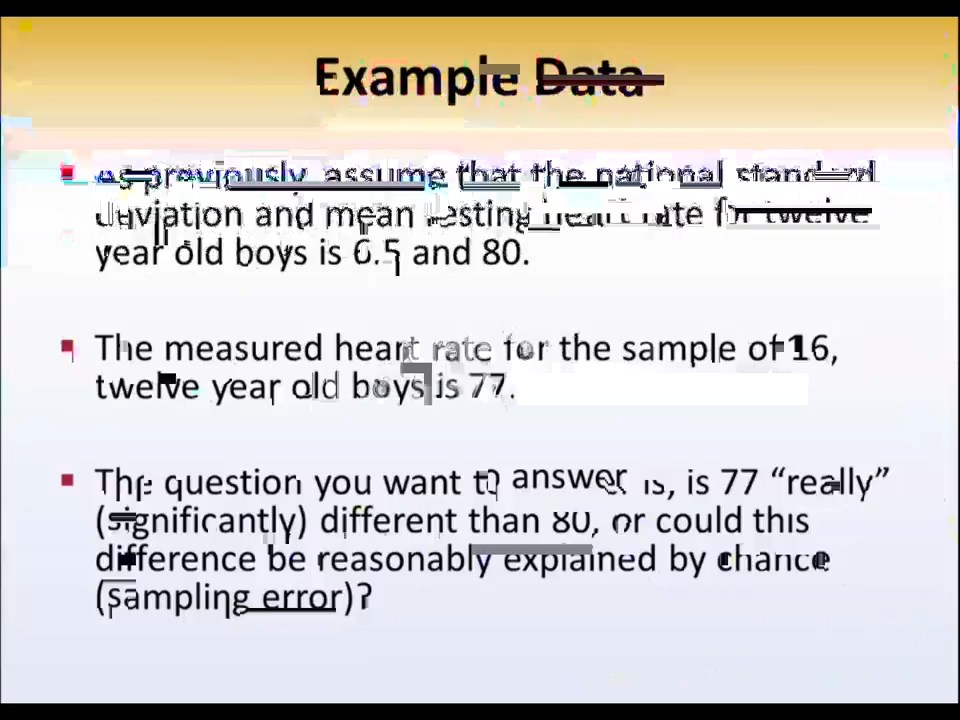 Example Data
As previously, assume that the national standard
deviation and mean resting heart rate for twelve
year old boys is 6.5 and 80.
The measured heart rate for the sample of 16,
twelve year old boys is 77.
The question you want to answer is, is 77 “really”
(significantly) different than 80, or could this
difference be reasonably explained by chance
(sampling error)?